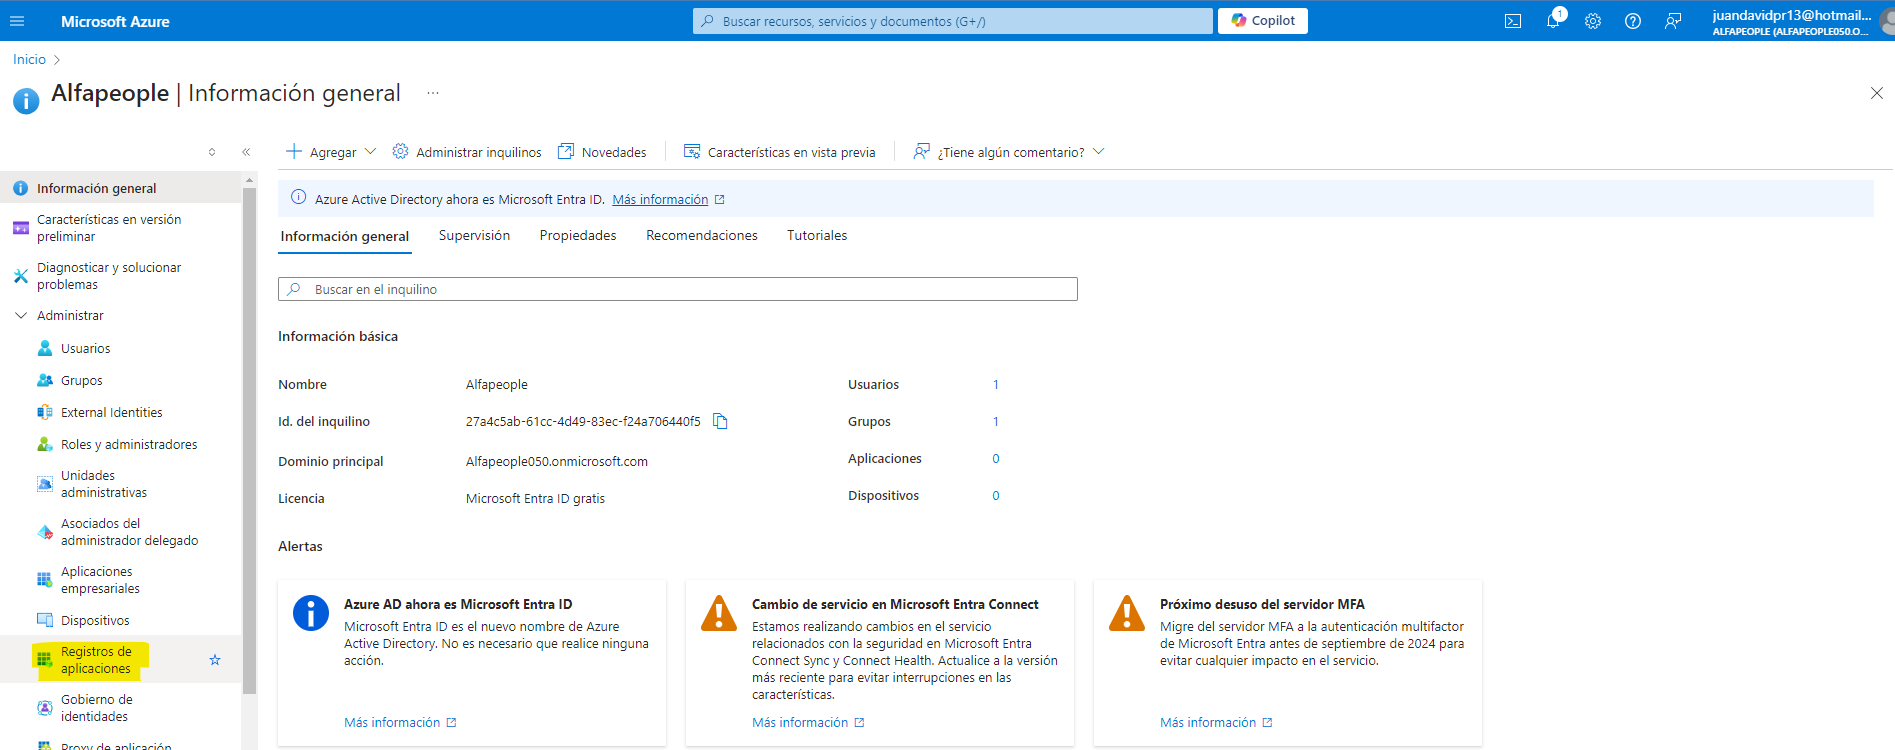 Microsoft Azure
Buscar recursos, servicios y documentos (G+/)
Copilot
1
juandavidpr13@hotmail...
ALFAPEOPLE (ALFAPEOPLE050.O...
Inicio
Alfapeople | Información general
...
Agregar
Administrar inquilinos
Novedades
Características en vista previa
¿Tiene algún comentario?
Información general
Características en versión
preliminar
Diagnosticar y solucionar
problemas
Administrar
Usuarios
Grupos
External Identities
Roles y administradores
Unidades
administrativas
Asociados del
administrador delegado
Aplicaciones
empresariales
Dispositivos
Registros de
aplicaciones
Gobierno de
identidades
Proxy de aplicación
Azure Active Directory ahora es Microsoft Entra ID. Más información
Información general
Supervisión
Propiedades
Recomendaciones
Tutoriales
Buscar en el inquilino
Información básica
Nombre Alfapeople
Id. del inquilino 27a4c5ab-61cc-4d49-83ec-f24a706440f5
Dominio principal Alfapeople050.onmicrosoft.com
Licencia Microsoft Entra ID gratis
Usuarios 1
Grupos 1
Aplicaciones 0
Dispositivos 0
Alertas
Azure AD ahora es Microsoft Entra ID
Microsoft Entra ID es el nuevo nombre de Azure
Active Directory. No es necesario que realice ninguna
acción.
Más información
Cambio de servicio en Microsoft Entra Connect
Estamos realizando cambios en el servicio
relacionados con la seguridad en Microsoft Entra
Connect Sync y Connect Health. Actualice a la versión
más reciente para evitar interrupciones en las
características.
Más información
Próximo desuso del servidor MFA
Migre del servidor MFA a la autenticación multifactor
de Microsoft Entra antes de septiembre de 2024 para
evitar cualquier impacto en el servicio.
Más información